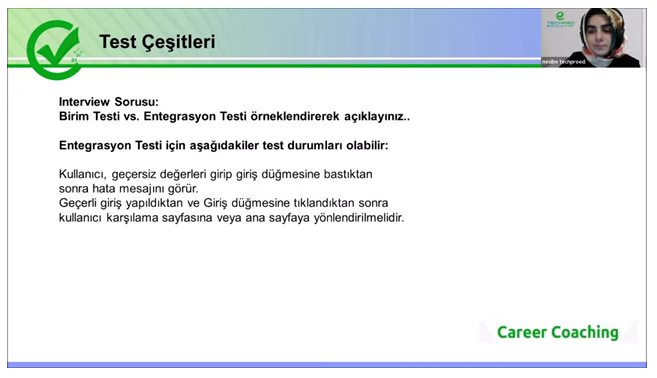 Test Çeşitleri
nesibe techproed
Interview Sorusu:
Birim Testi vs. Entegrasyon Testi örneklendirerek açıklayınız..
Entegrasyon Testi için aşağıdakiler test durumları olabilir:
Kullanıcı, geçersiz değerleri girip giriş düğmesine bastıktan
sonra hata mesajını görür.
Geçerli giriş yapıldıktan ve Giriş düğmesine tıklandıktan sonra
kullanıcı karşılama sayfasına veya ana sayfaya yönlendirilmelidir.
Career Coaching